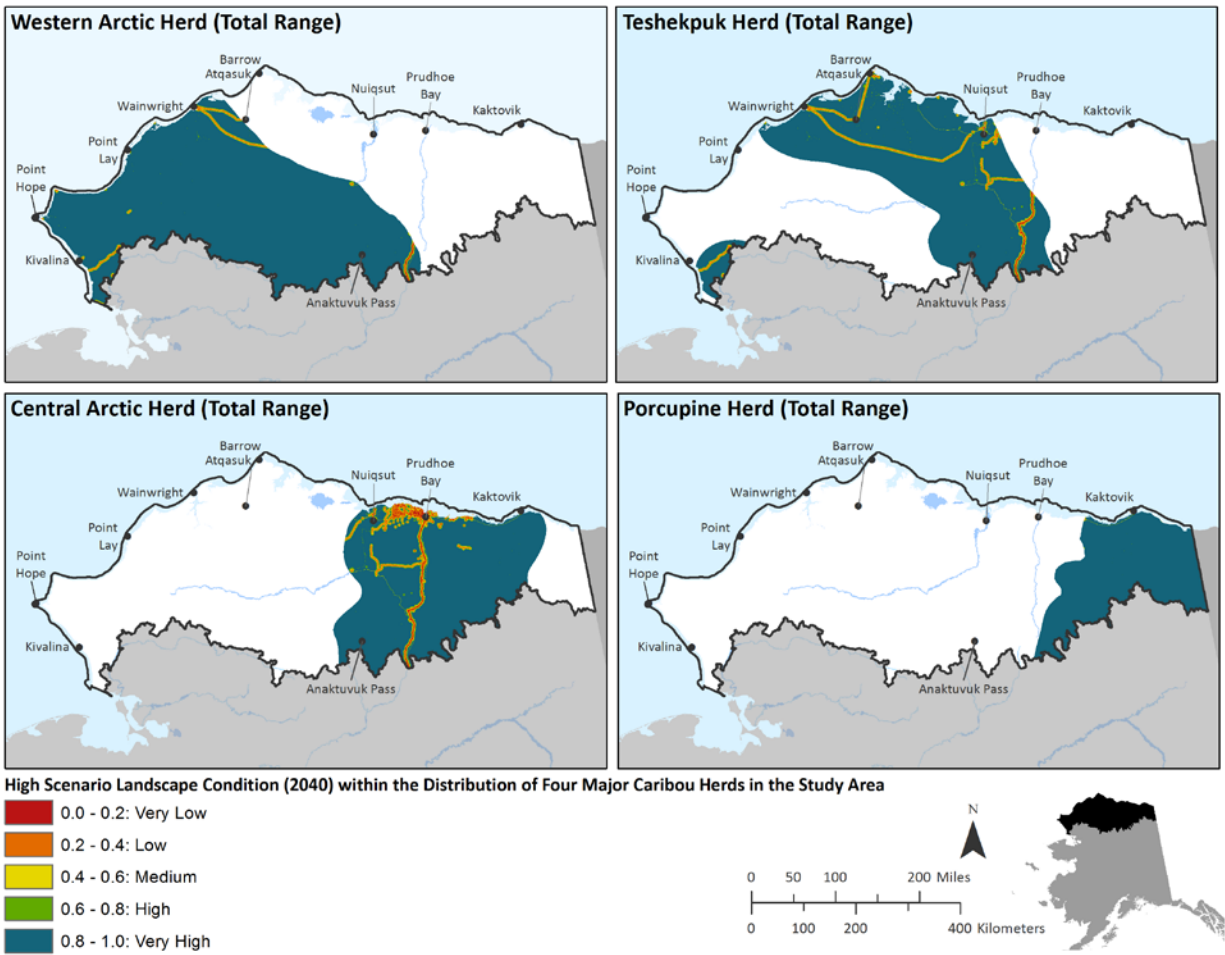 Western Arctic Herd (Total Range)
Barrow
Atqasuk
Wainwright
Nuiqsut
Prudhoe
Bay
Kaktovik
Point
Lay
Point
Hope
Kivalina
Anaktuvuk Pass
Teshekpuk Herd (Total Range)
Barrow
Atqasuk
Wainwright
Nuiqsut
Prudhoe
Bay
Kaktovik
Point
Lay
Point
Hope
Kivalina
Anaktuvuk Pass
Central Arctic Herd (Total Range)
Barrow
Atqasuk
Wainwright
Nuiqsut
Prudhoe
Bay
Kaktovik
Point
Lay
Point
Hope
Kivalina
Anaktuvuk Pass
Porcupine Herd (Total Range)
Barrow
Atqasuk
Wainwright
Nuiqsut
Prudhoe
Bay
Kaktovik
Point
Lay
Point
Hope
Kivalina
Anaktuvuk Pass
High Scenario Landscape Condition (2040) within the Distribution of Four Major Caribou Herds in the Study Area
0.0 - 0.2: Very Low
0.2 - 0.4: Low
0.4 - 0.6: Medium
0.6 - 0.8: High
0.8 - 1.0: Very High
N
0 50 100 200 Miles
0 100 200 400 Kilometers